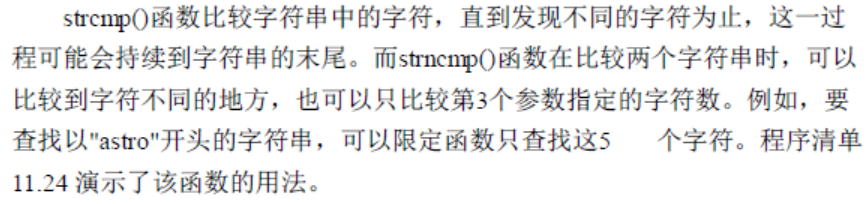 strcmp()函数比较字符串中的字符，直到发现不同的字符为止，这一过
程可能会持续到字符串的末尾。而strncmp()函数在比较两个字符串时，可以
比较到字符不同的地方，也可以只比较第3个参数指定的字符数。例如，要
查找以"astro"开头的字符串，可以限定函数只查找这5 个字符。程序清单
11.24 演示了该函数的用法。